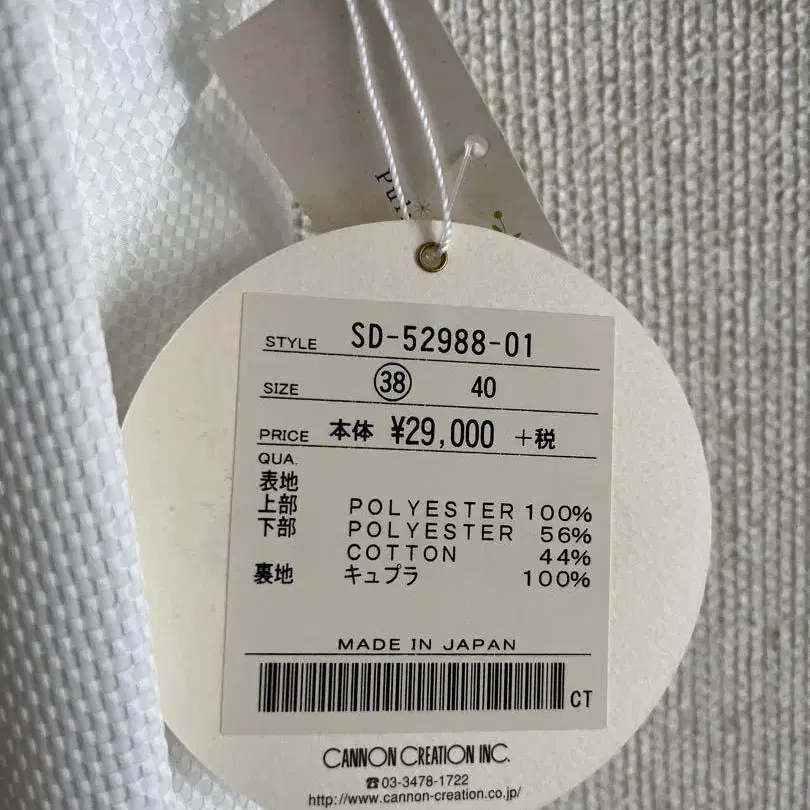 STYLE SD-52988-01
SIZE 38 40
PRICE 本体 ¥29,000 +税
QUA.
表地
上部 POLYESTER 100%
下部 POLYESTER 56%
COTTON 44%
裏地 キュプラ 100%
MADE IN JAPAN
CT
CANNON CREATION INC.
☎03-3478-1722
http://www.cannon-creation.co.jp/